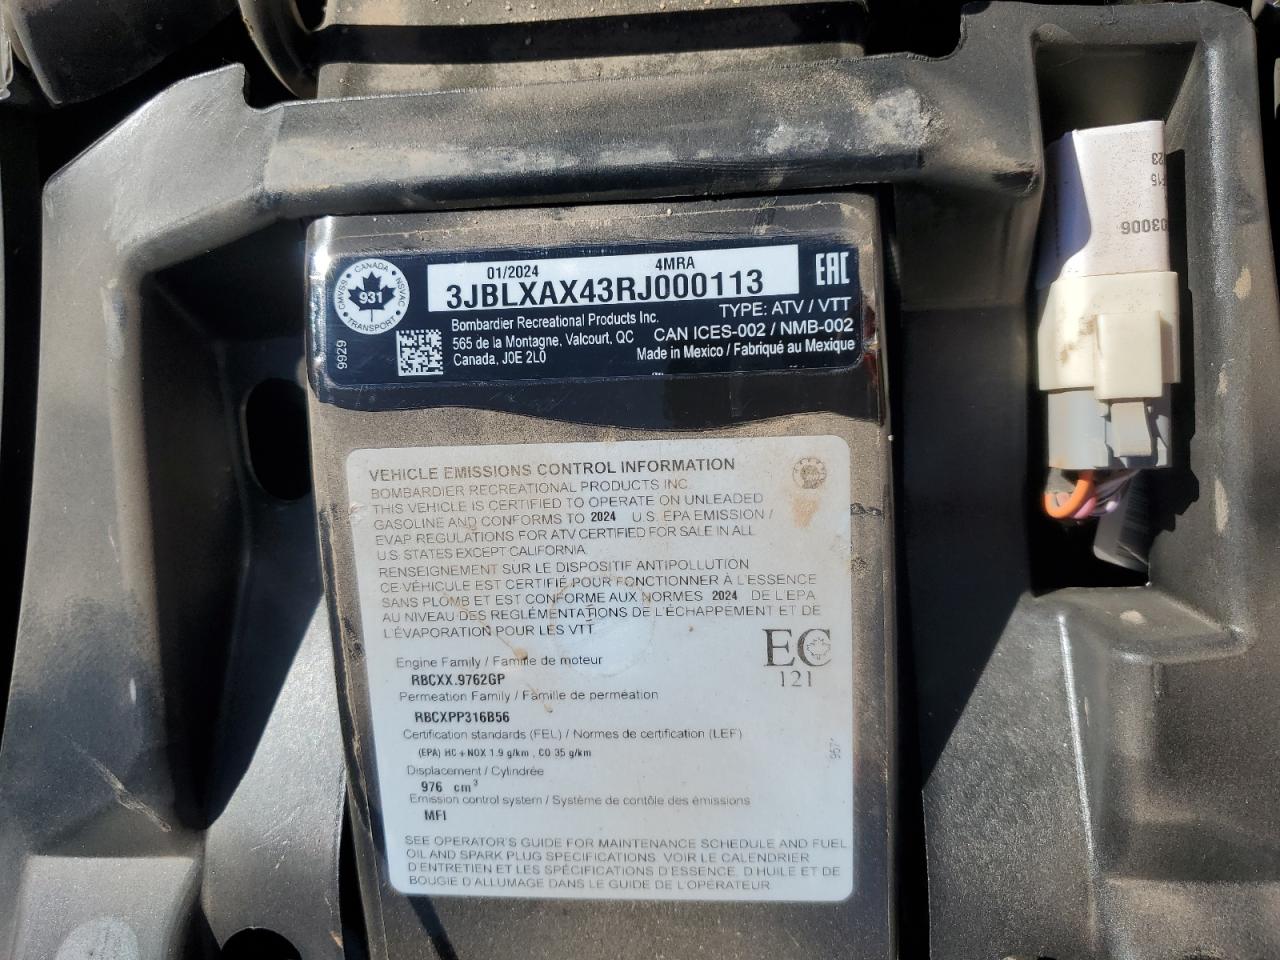 CANADA
CMVSS
NSVAC
931
TRANSPORT
01/2024 4MRA
3JBLXAX43RJ000113
EAC
TYPE: ATV / VTT
Bombardier Recreational Products Inc.
565 de la Montagne, Valcourt, QC
Canada, J0E 2L0
CAN ICES-002 / NMB-002
Made in Mexico / Fabriqué au Mexique
9929
VEHICLE EMISSIONS CONTROL INFORMATION
BOMBARDIER RECREATIONAL PRODUCTS INC.
THIS VEHICLE IS CERTIFIED TO OPERATE ON UNLEADED
GASOLINE AND CONFORMS TO 2024 U.S. EPA EMISSION /
EVAP REGULATIONS FOR ATV CERTIFIED FOR SALE IN ALL
U.S. STATES EXCEPT CALIFORNIA.
RENSEIGNEMENT SUR LE DISPOSITIF ANTIPOLLUTION
CE VÉHICULE EST CERTIFIÉ POUR FONCTIONNER À L'ESSENCE
SANS PLOMB ET EST CONFORME AUX NORMES 2024 DE L'EPA
AU NIVEAU DES RÉGLEMENTATIONS DE L'ÉCHAPPEMENT ET DE
L'ÉVAPORATION POUR LES VTT
EC
121
Engine Family / Famille de moteur
RBCXX.9762GP
Permeation Family / Famille de perméation
RBCXPP316B56
Certification standards (FEL) / Normes de certification (LEF)
(EPA) HC + NOX 1.9 g/km , CO 35 g/km
Displacement / Cylindrée
976 cm³
Emission control system / Système de contôle des émissions
MFI
SEE OPERATOR'S GUIDE FOR MAINTENANCE SCHEDULE AND FUEL
OIL AND SPARK PLUG SPECIFICATIONS. VOIR LE CALENDRIER
D'ENTRETIEN ET LES SPÉCIFICATIONS D'ESSENCE, D'HUILE ET DE
BOUGIE D'ALLUMAGE DANS LE GUIDE DE L'OPÉRATEUR.
03006